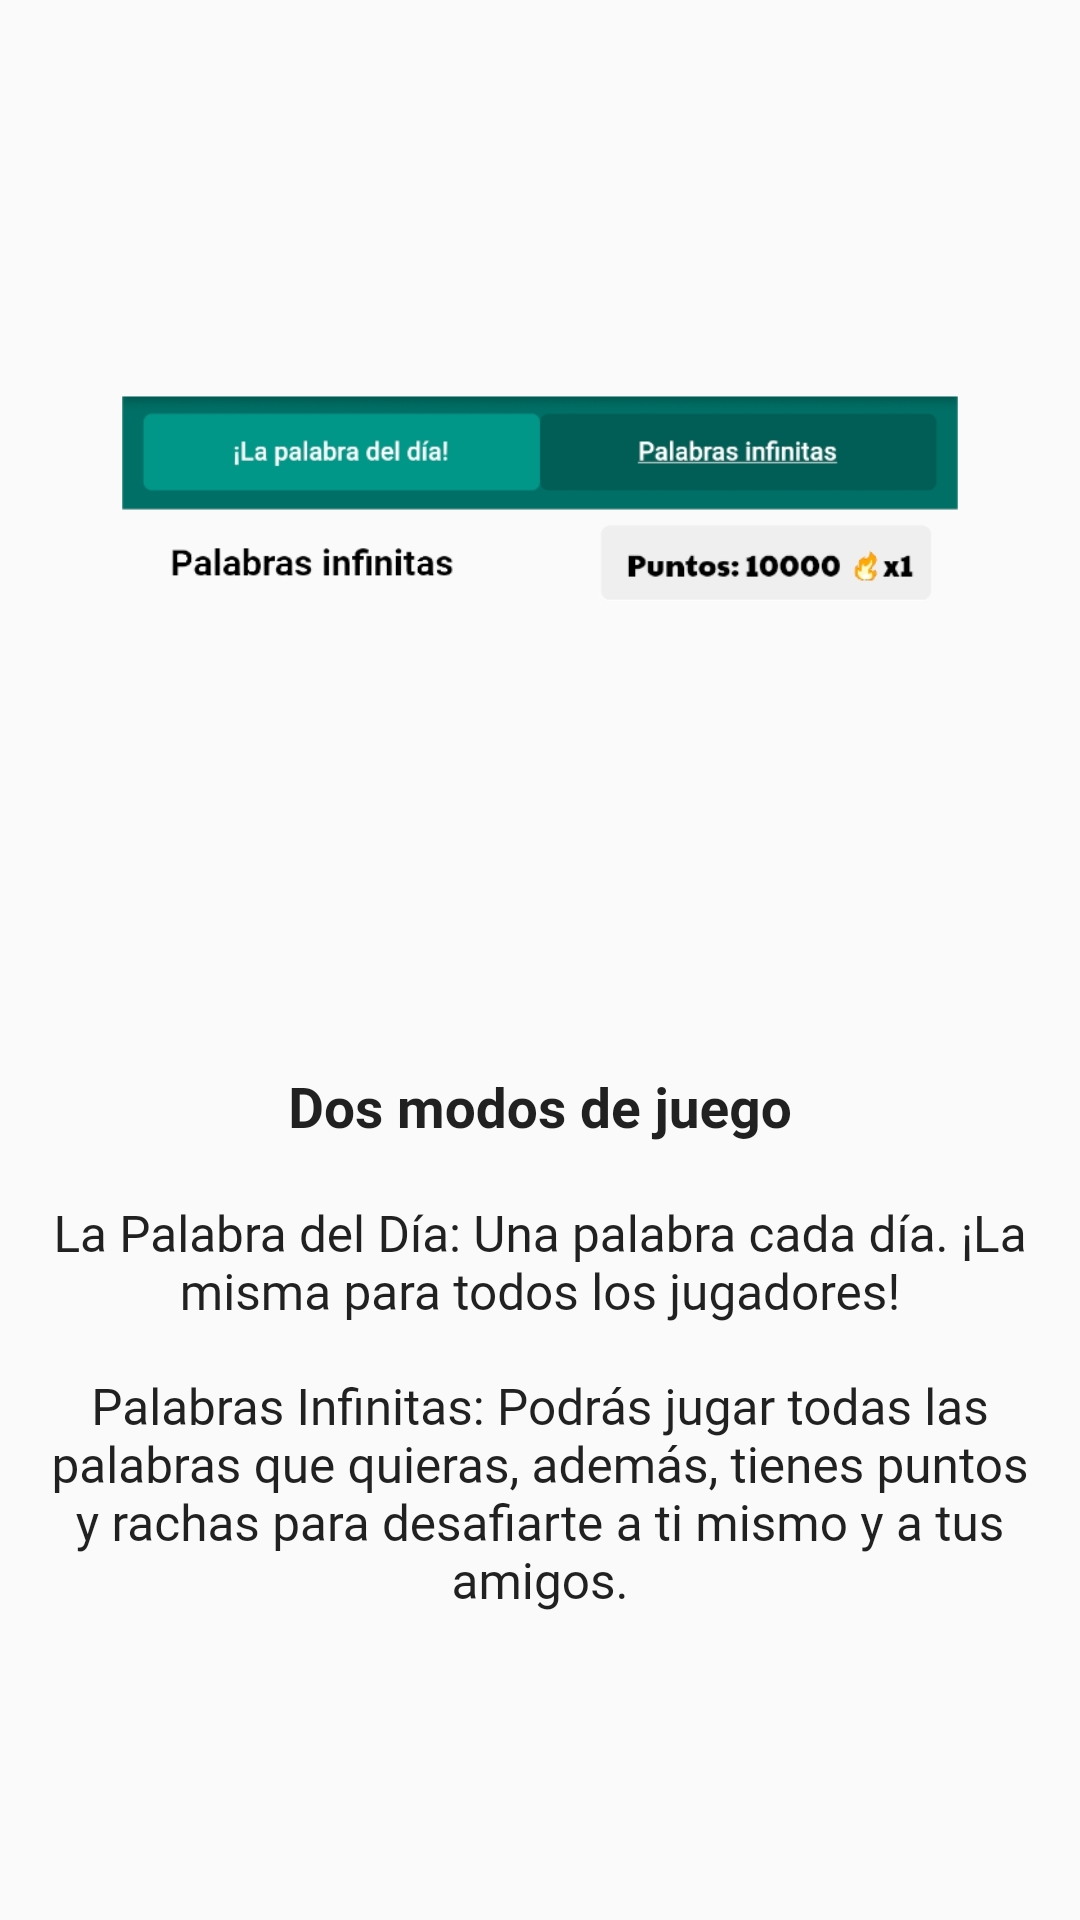 ¡La palabra del día! Palabras infinitas
Palabras infinitas Puntos: 10000 🔥x1
Dos modos de juego
La Palabra del Día: Una palabra cada día. ¡La
misma para todos los jugadores!
Palabras Infinitas: Podrás jugar todas las
palabras que quieras, además, tienes puntos
y rachas para desafiarte a ti mismo y a tus
amigos.